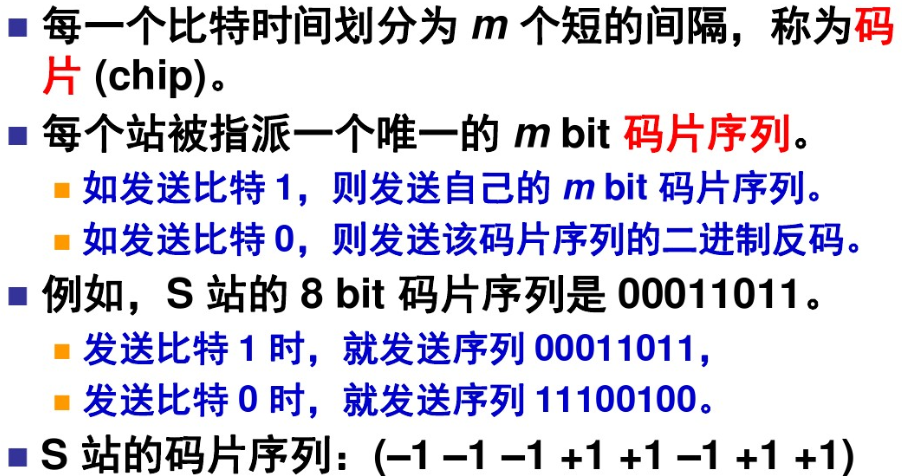 每一个比特时间划分为 m 个短的间隔，称为码
片 (chip)。
每个站被指派一个唯一的 m bit 码片序列。
如发送比特 1，则发送自己的 m bit 码片序列。
如发送比特 0，则发送该码片序列的二进制反码。
例如，S 站的 8 bit 码片序列是 00011011。
发送比特 1 时，就发送序列 00011011，
发送比特 0 时，就发送序列 11100100。
S 站的码片序列：(–1 –1 –1 +1 +1 –1 +1 +1)